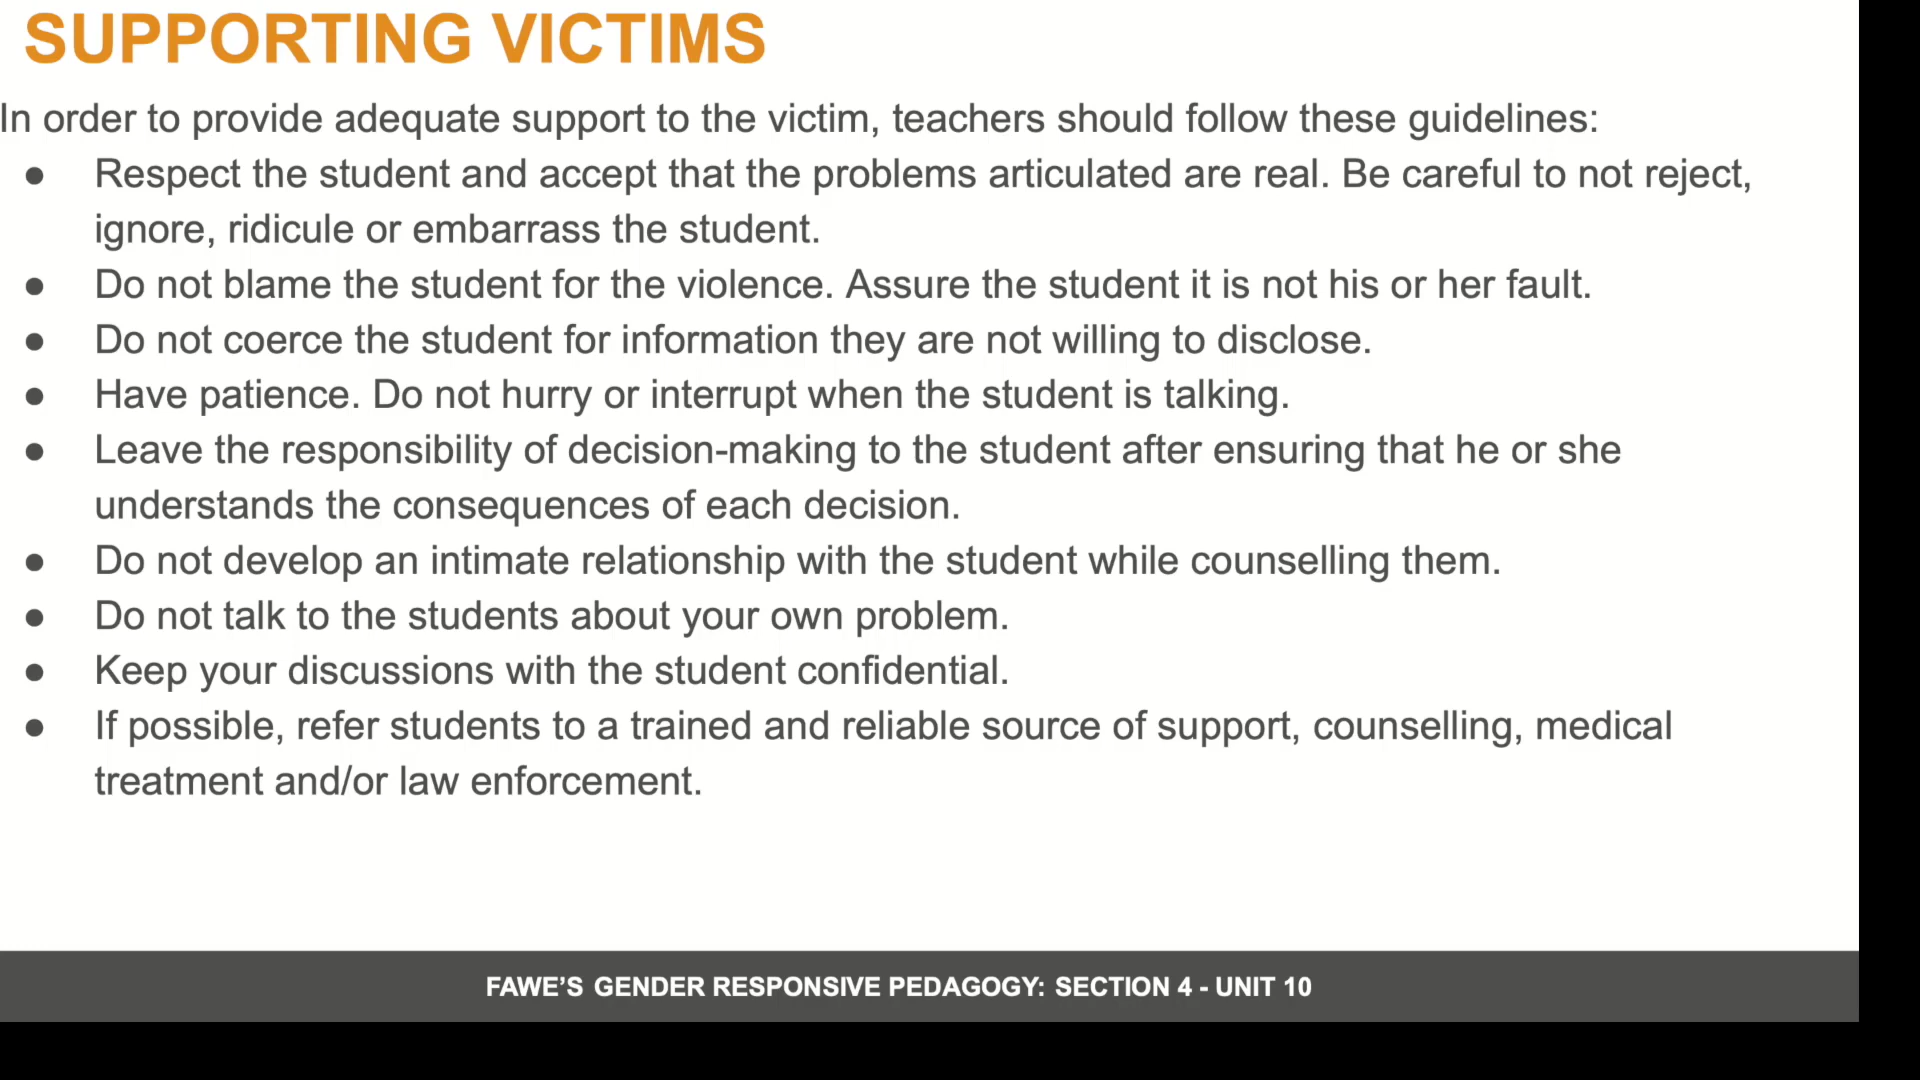 SUPPORTING VICTIMS
In order to provide adequate support to the victim, teachers should follow these guidelines:
● Respect the student and accept that the problems articulated are real. Be careful to not reject,
ignore, ridicule or embarrass the student.
● Do not blame the student for the violence. Assure the student it is not his or her fault.
● Do not coerce the student for information they are not willing to disclose.
● Have patience. Do not hurry or interrupt when the student is talking.
● Leave the responsibility of decision-making to the student after ensuring that he or she
understands the consequences of each decision.
● Do not develop an intimate relationship with the student while counselling them.
● Do not talk to the students about your own problem.
● Keep your discussions with the student confidential.
● If possible, refer students to a trained and reliable source of support, counselling, medical
treatment and/or law enforcement.
FAWE’S GENDER RESPONSIVE PEDAGOGY: SECTION 4 - UNIT 10